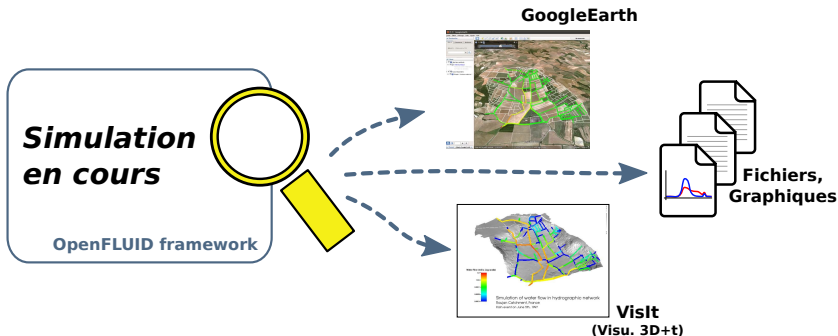 GoogleEarth
Simulation
en cours
OpenFLUID framework
Fichiers,
Graphiques
Simulation of water flow in hydrographic network
VisIt
(Visu. 3D+t)